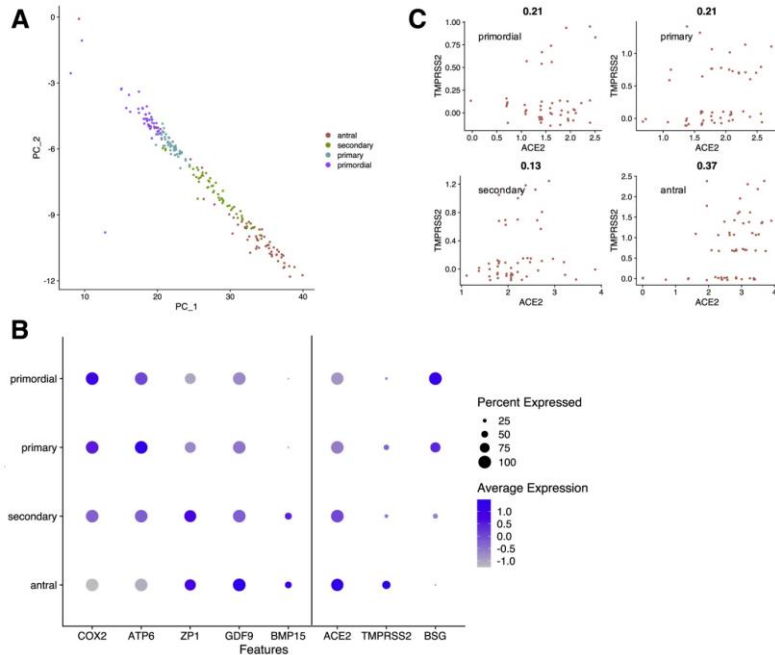 A
0
-3
-6
-9
-12
PC_2
10
20
30
40
PC_1
antral
secondary
primary
primordial
C
0.21
primordial
1.00
0.75
0.50
0.25
0.00
TMPRSS2
0.0
0.5
1.0
1.5
2.0
2.5
ACE2
0.21
primary
1.0
0.5
0.0
TMPRSS2
1.0
1.5
2.0
2.5
ACE2
0.13
secondary
1.2
0.8
0.4
0.0
TMPRSS2
1
2
3
4
ACE2
0.37
antral
2.5
2.0
1.5
1.0
0.5
0.0
TMPRSS2
0
1
2
3
4
ACE2
B
primordial
primary
secondary
antral
COX2 ATP6 ZP1 GDF9 BMP15 ACE2 TMPRSS2 BSG
Features
Percent Expressed
25
50
75
100
Average Expression
1.0
0.5
0.0
-0.5
-1.0